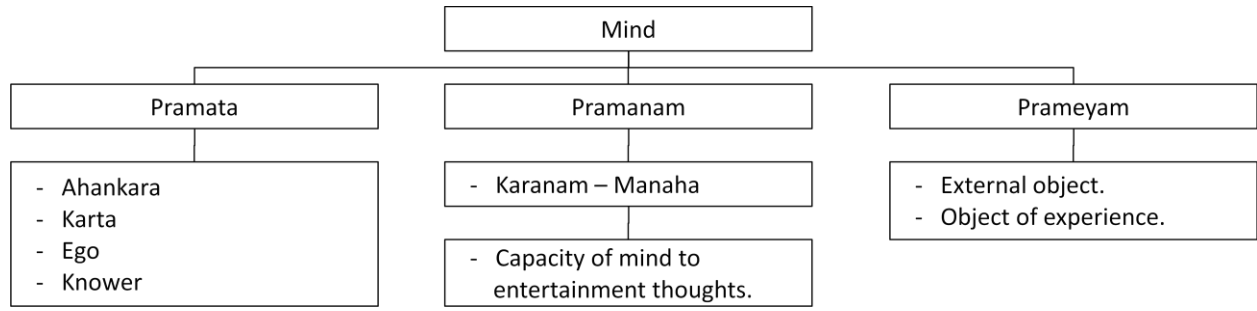 Mind
Pramata
Pramanam
Prameyam
- Ahankara
- Karta
- Ego
- Knower
- Karanam – Manaha
- Capacity of mind to
entertainment thoughts.
- External object.
- Object of experience.